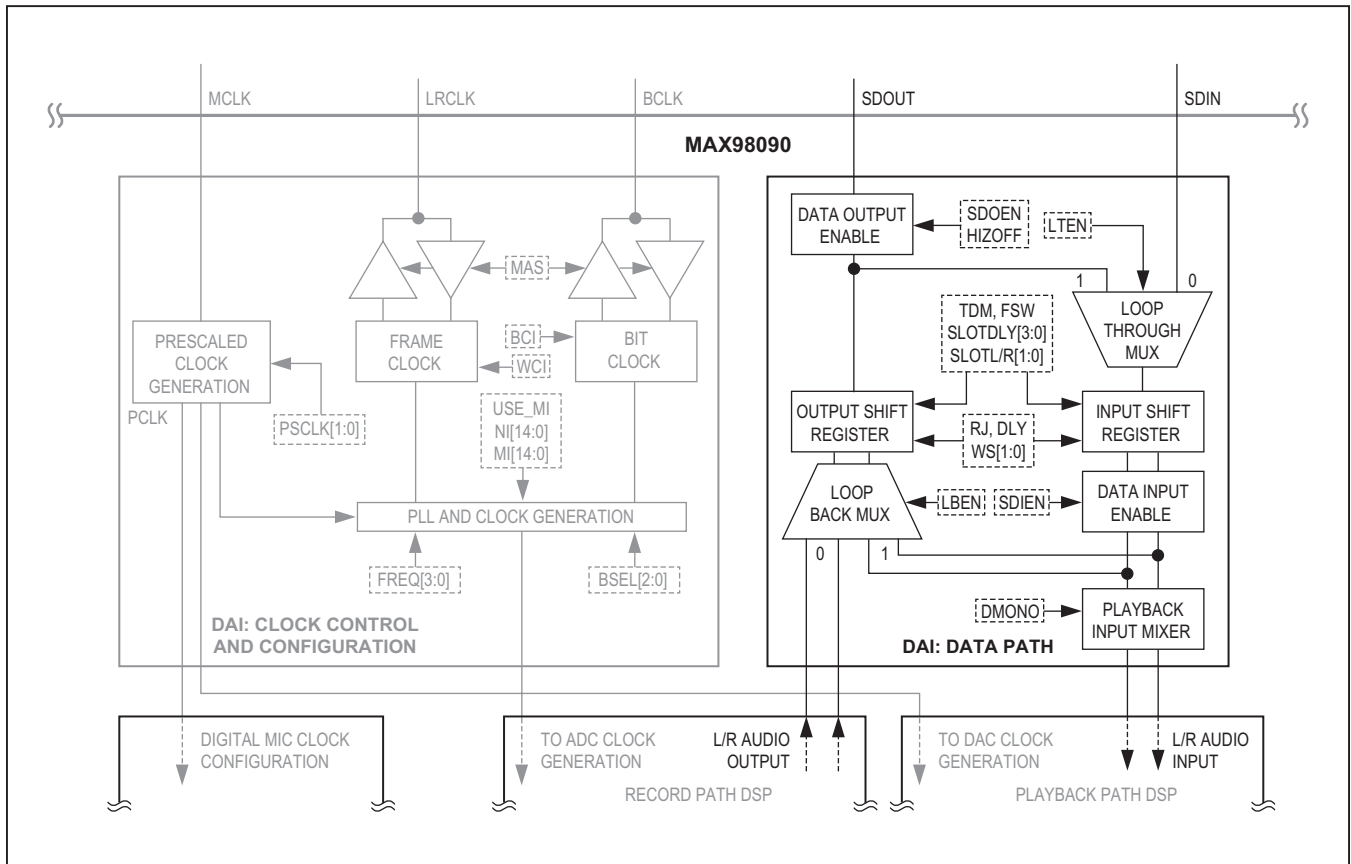 MCLK
LRCLK
BCLK
SDOUT
SDIN
MAX98090
DATA OUTPUT
ENABLE
SDOEN
HIZOFF
LTEN
1
0
MAS
LOOP
THROUGH
MUX
TDM, FSW
SLOTDLY[3:0]
SLOTL/R[1:0]
PRESCALED
CLOCK
GENERATION
FRAME
CLOCK
BCI
WCI
BIT
CLOCK
PCLK
PSCLK[1:0]
USE_MI
NI[14:0]
MI[14:0]
OUTPUT SHIFT
REGISTER
RJ, DLY
WS[1:0]
INPUT SHIFT
REGISTER
LOOP
BACK MUX
LBEN
SDIEN
DATA INPUT
ENABLE
PLL AND CLOCK GENERATION
0
1
FREQ[3:0]
BSEL[2:0]
DMONO
PLAYBACK
INPUT MIXER
DAI: CLOCK CONTROL
AND CONFIGURATION
DAI: DATA PATH
DIGITAL MIC CLOCK
CONFIGURATION
TO ADC CLOCK
GENERATION
L/R AUDIO
OUTPUT
RECORD PATH DSP
TO DAC CLOCK
GENERATION
L/R AUDIO
INPUT
PLAYBACK PATH DSP